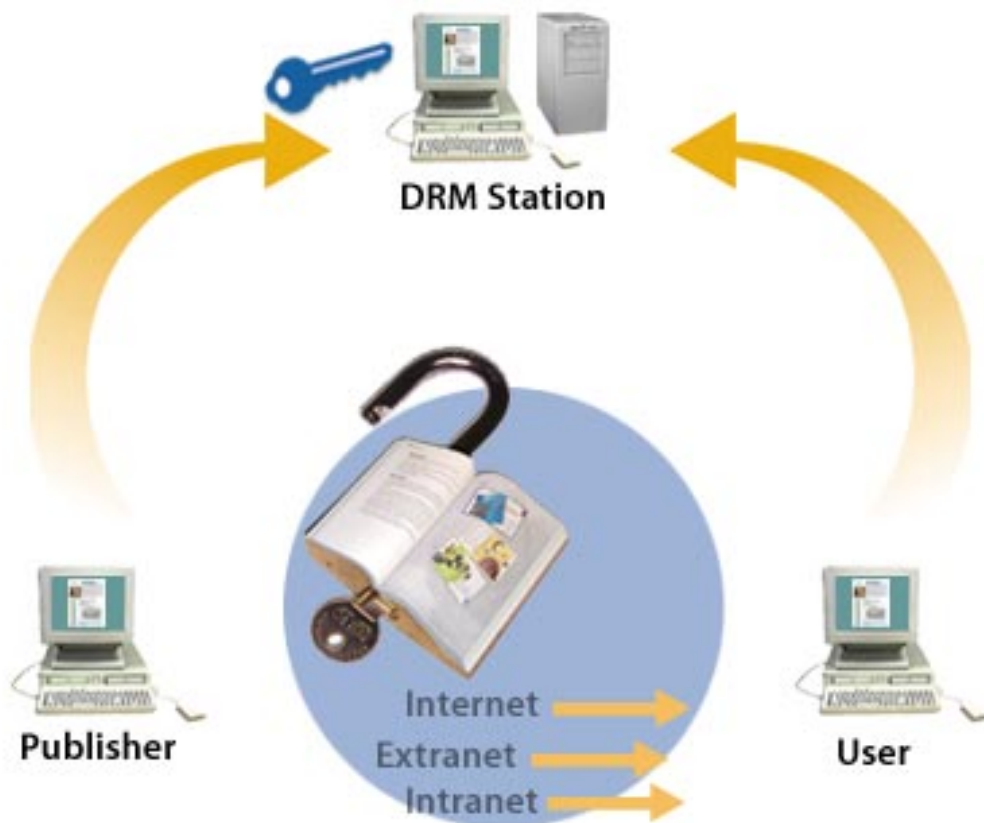 DRM Station
Publisher
Internet
Extranet
Intranet
User